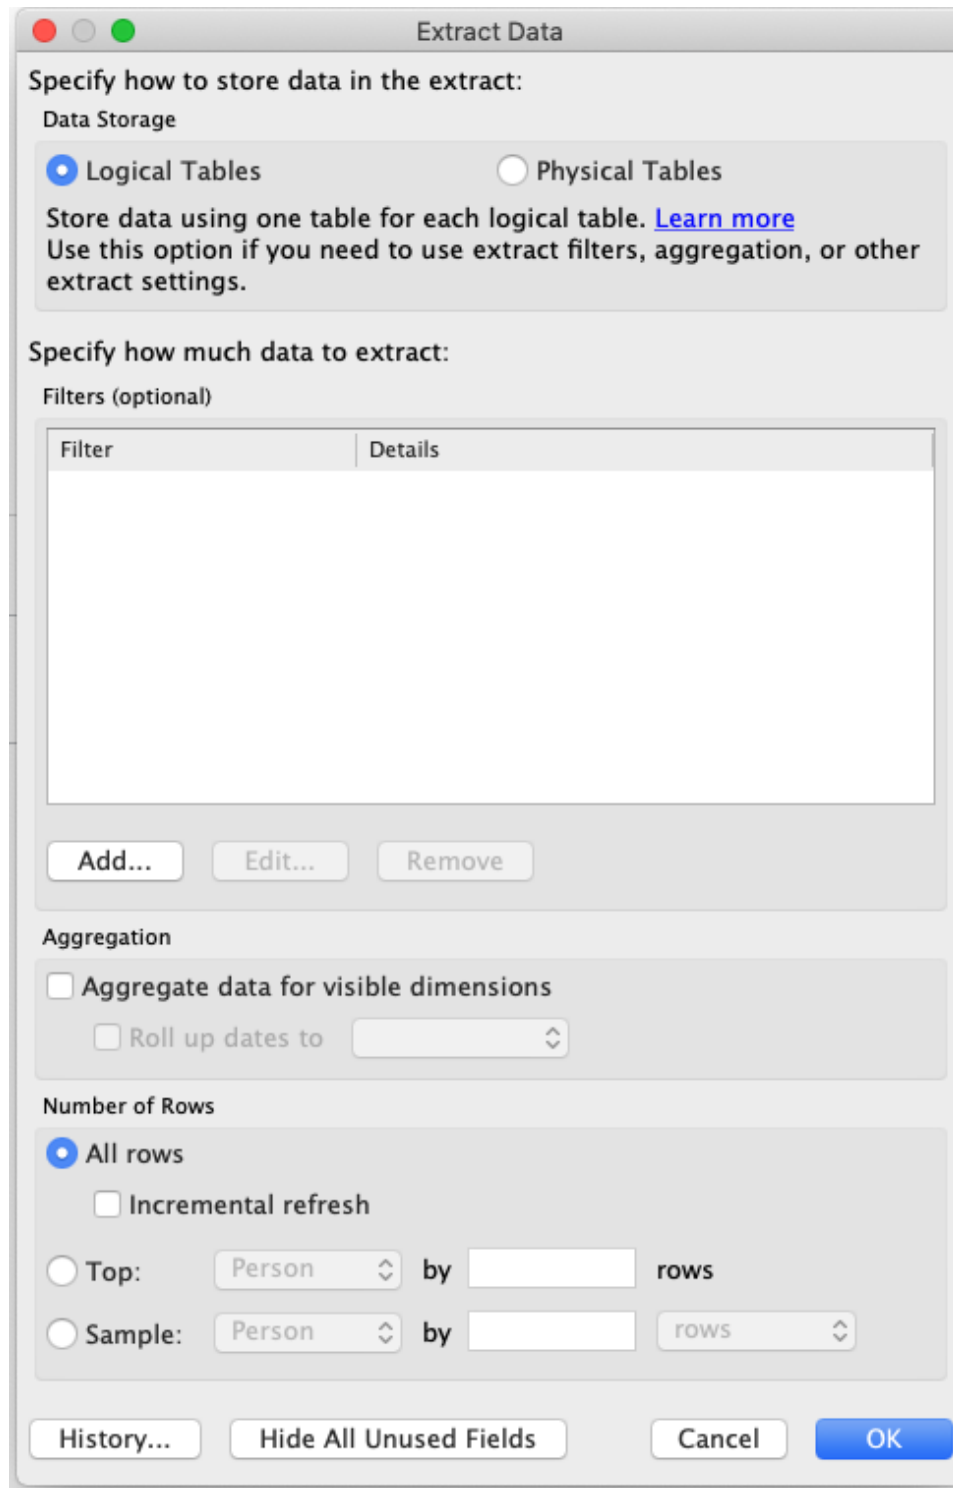 Extract Data
Specify how to store data in the extract:
Data Storage
Logical Tables
Physical Tables
Store data using one table for each logical table. Learn more
Use this option if you need to use extract filters, aggregation, or other
extract settings.
Specify how much data to extract:
Filters (optional)
Filter
Details
Add...
Edit...
Remove
Aggregation
Aggregate data for visible dimensions
Roll up dates to
Number of Rows
All rows
Incremental refresh
Top: Person by rows
Sample: Person by rows
History...
Hide All Unused Fields
Cancel
OK